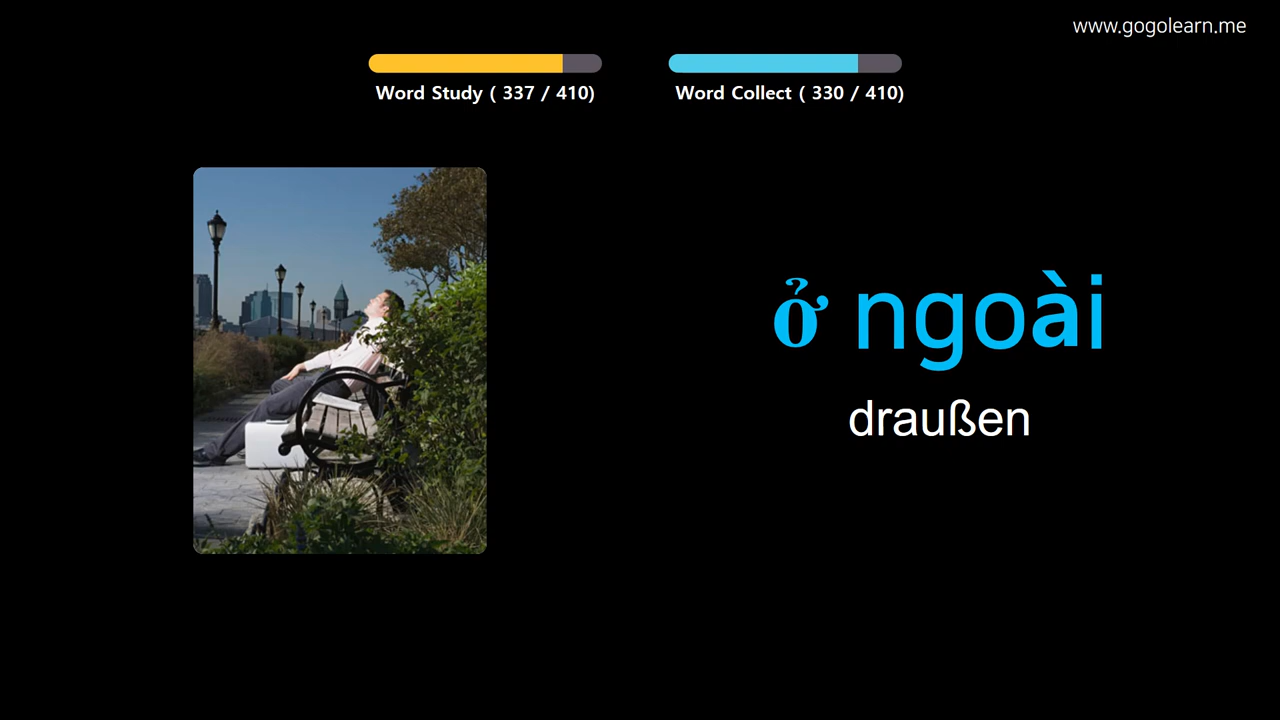 www.gogolearn.me
Word Study ( 337 / 410)
Word Collect ( 330 / 410)
ở ngoài
draußen